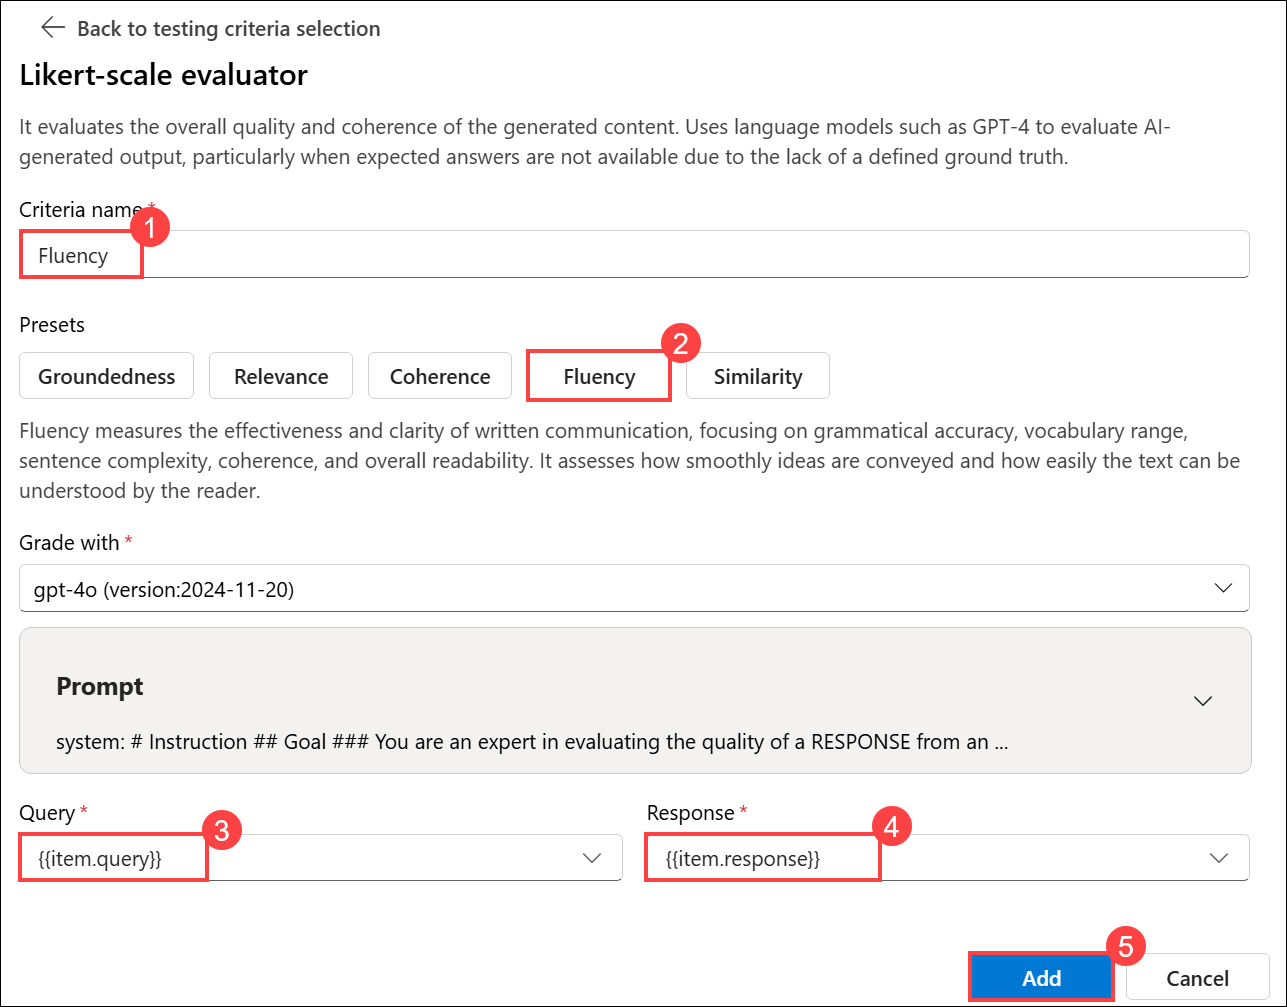 Back to testing criteria selection
Likert-scale evaluator
It evaluates the overall quality and coherence of the generated content. Uses language models such as GPT-4 to evaluate AI-
generated output, particularly when expected answers are not available due to the lack of a defined ground truth.
Criteria name *
1
Fluency
Presets
2
Groundedness Relevance Coherence Fluency Similarity
Fluency measures the effectiveness and clarity of written communication, focusing on grammatical accuracy, vocabulary range,
sentence complexity, coherence, and overall readability. It assesses how smoothly ideas are conveyed and how easily the text can be
understood by the reader.
Grade with *
gpt-4o (version:2024-11-20)
Prompt
system: # Instruction ## Goal ### You are an expert in evaluating the quality of a RESPONSE from an ...
Query * Response *
3 4
{{item.query}} {{item.response}}
5
Add Cancel